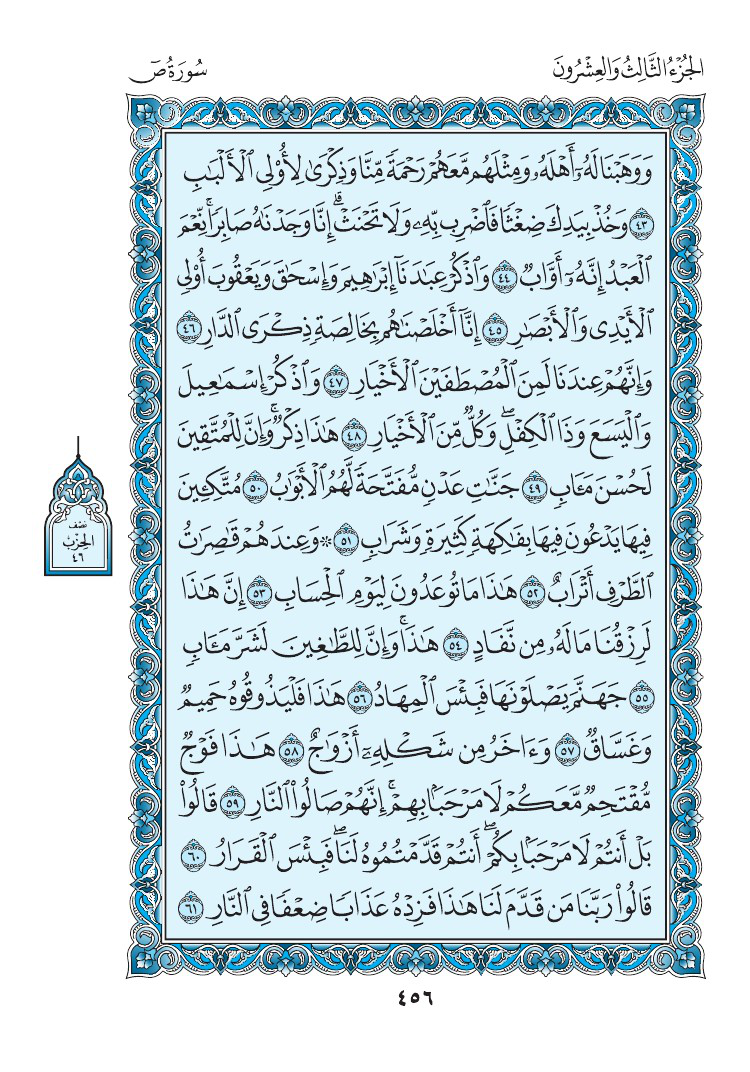 الجُزْءُ الثَّالِثُ وَالعِشْرُونَ
سُورَةُ صٓ
وَوَهَبْنَا لَهُۥٓ أَهْلَهُۥ وَمِثْلَهُم مَّعَهُمْ رَحْمَةً مِّنَّا وَذِكْرَىٰ لِأُو۟لِى ٱلْأَلْبَٰبِ
٤٣ وَخُذْ بِيَدِكَ ضِغْثًا فَٱضْرِب بِّهِۦ وَلَا تَحْنَثْ ۗ إِنَّا وَجَدْنَٰهُ صَابِرًا ۚ نِّعْمَ
ٱلْعَبْدُ ۖ إِنَّهُۥٓ أَوَّابٌ ٤٤ وَٱذْكُرْ عِبَٰدَنَآ إِبْرَٰهِيمَ وَإِسْحَٰقَ وَيَعْقُوبَ أُو۟لِى
ٱلْأَيْدِى وَٱلْأَبْصَٰرِ ٤٥ إِنَّآ أَخْلَصْنَٰهُم بِخَالِصَةٍ ذِكْرَى ٱلدَّارِ ٤٦
وَإِنَّهُمْ عِندَنَا لَمِنَ ٱلْمُصْطَفَيْنَ ٱلْأَخْيَارِ ٤٧ وَٱذْكُرْ إِسْمَٰعِيلَ
وَٱلْيَسَعَ وَذَا ٱلْكِفْلِ ۖ وَكُلٌّ مِّنَ ٱلْأَخْيَارِ ٤٨ هَٰذَا ذِكْرٌ ۚ وَإِنَّ لِلْمُتَّقِينَ
لَحُسْنَ مَـَٔابٍ ٤٩ جَنَّٰتِ عَدْنٍ مُّفَتَّحَةً لَّهُمُ ٱلْأَبْوَٰبُ ٥٠ مُتَّكِـِٔينَ
فِيهَا يَدْعُونَ فِيهَا بِفَٰكِهَةٍ كَثِيرَةٍ وَشَرَابٍ ٥١ ۞ وَعِندَهُمْ قَٰصِرَٰتُ
ٱلطَّرْفِ أَتْرَابٌ ٥٢ هَٰذَا مَا تُوعَدُونَ لِيَوْمِ ٱلْحِسَابِ ٥٣ إِنَّ هَٰذَا
لَرِزْقُنَا مَا لَهُۥ مِن نَّفَادٍ ٥٤ هَٰذَا ۚ وَإِنَّ لِلطَّٰغِينَ لَشَرَّ مَـَٔابٍ
٥٥ جَهَنَّمَ يَصْلَوْنَهَا فَبِئْسَ ٱلْمِهَادُ ٥٦ هَٰذَا فَلْيَذُوقُوهُ حَمِيمٌ
وَغَسَّاقٌ ٥٧ وَءَاخَرُ مِن شَكْلِهِۦٓ أَزْوَٰجٌ ٥٨ هَٰذَا فَوْجٌ
مُّقْتَحِمٌ مَّعَكُمْ ۖ لَا مَرْحَبًۢا بِهِمْ ۚ إِنَّهُمْ صَالُوا۟ ٱلنَّارِ ٥٩ قَالُوا۟
بَلْ أَنتُمْ لَا مَرْحَبًۢا بِكُمْ ۖ أَنتُمْ قَدَّمْتُمُوهُ لَنَا ۖ فَبِئْسَ ٱلْقَرَارُ ٦٠
قَالُوا۟ رَبَّنَا مَن قَدَّمَ لَنَا هَٰذَا فَزِدْهُ عَذَابًا ضِعْفًا فِى ٱلنَّارِ ٦١
نِصْف
الحِزْب
٤٦
٤٥٦